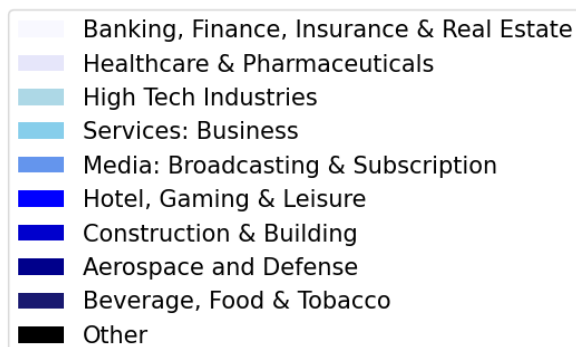 Banking, Finance, Insurance & Real Estate
Healthcare & Pharmaceuticals
High Tech Industries
Services: Business
Media: Broadcasting & Subscription
Hotel, Gaming & Leisure
Construction & Building
Aerospace and Defense
Beverage, Food & Tobacco
Other